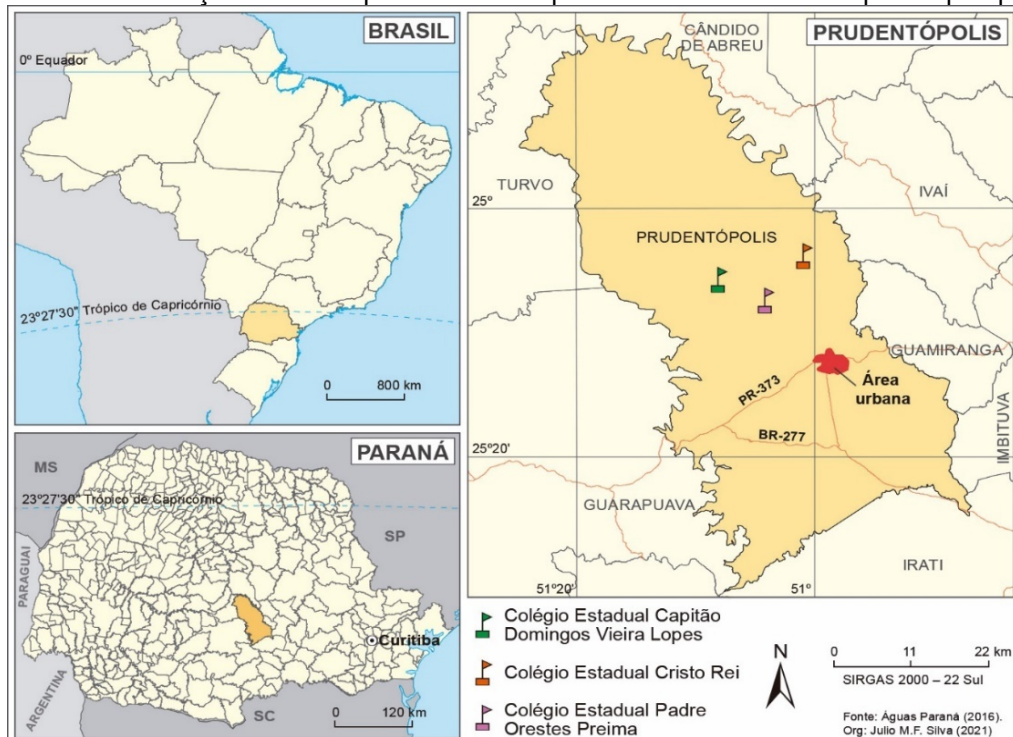 BRASIL
0º Equador
23º27'30" Trópico de Capricórnio
0 800 km
PARANÁ
MS
23º27'30" Trópico de Capricórnio
SP
PARAGUAI
Curitiba
ARGENTINA
SC
0 120 km
PRUDENTÓPOLIS
CÂNDIDO
DE ABREU
TURVO
IVAÍ
25º
PRUDENTÓPOLIS
GUAMIRANGA
Área
urbana
PR-373
BR-277
IMBITUVA
25º20'
GUARAPUAVA
IRATI
51º20'
51º
Colégio Estadual Capitão
Domingos Vieira Lopes
Colégio Estadual Cristo Rei
Colégio Estadual Padre
Orestes Preima
N
0 11 22 km
SIRGAS 2000 – 22 Sul
Fonte: Águas Paraná (2016).
Org: Julio M.F. Silva (2021)